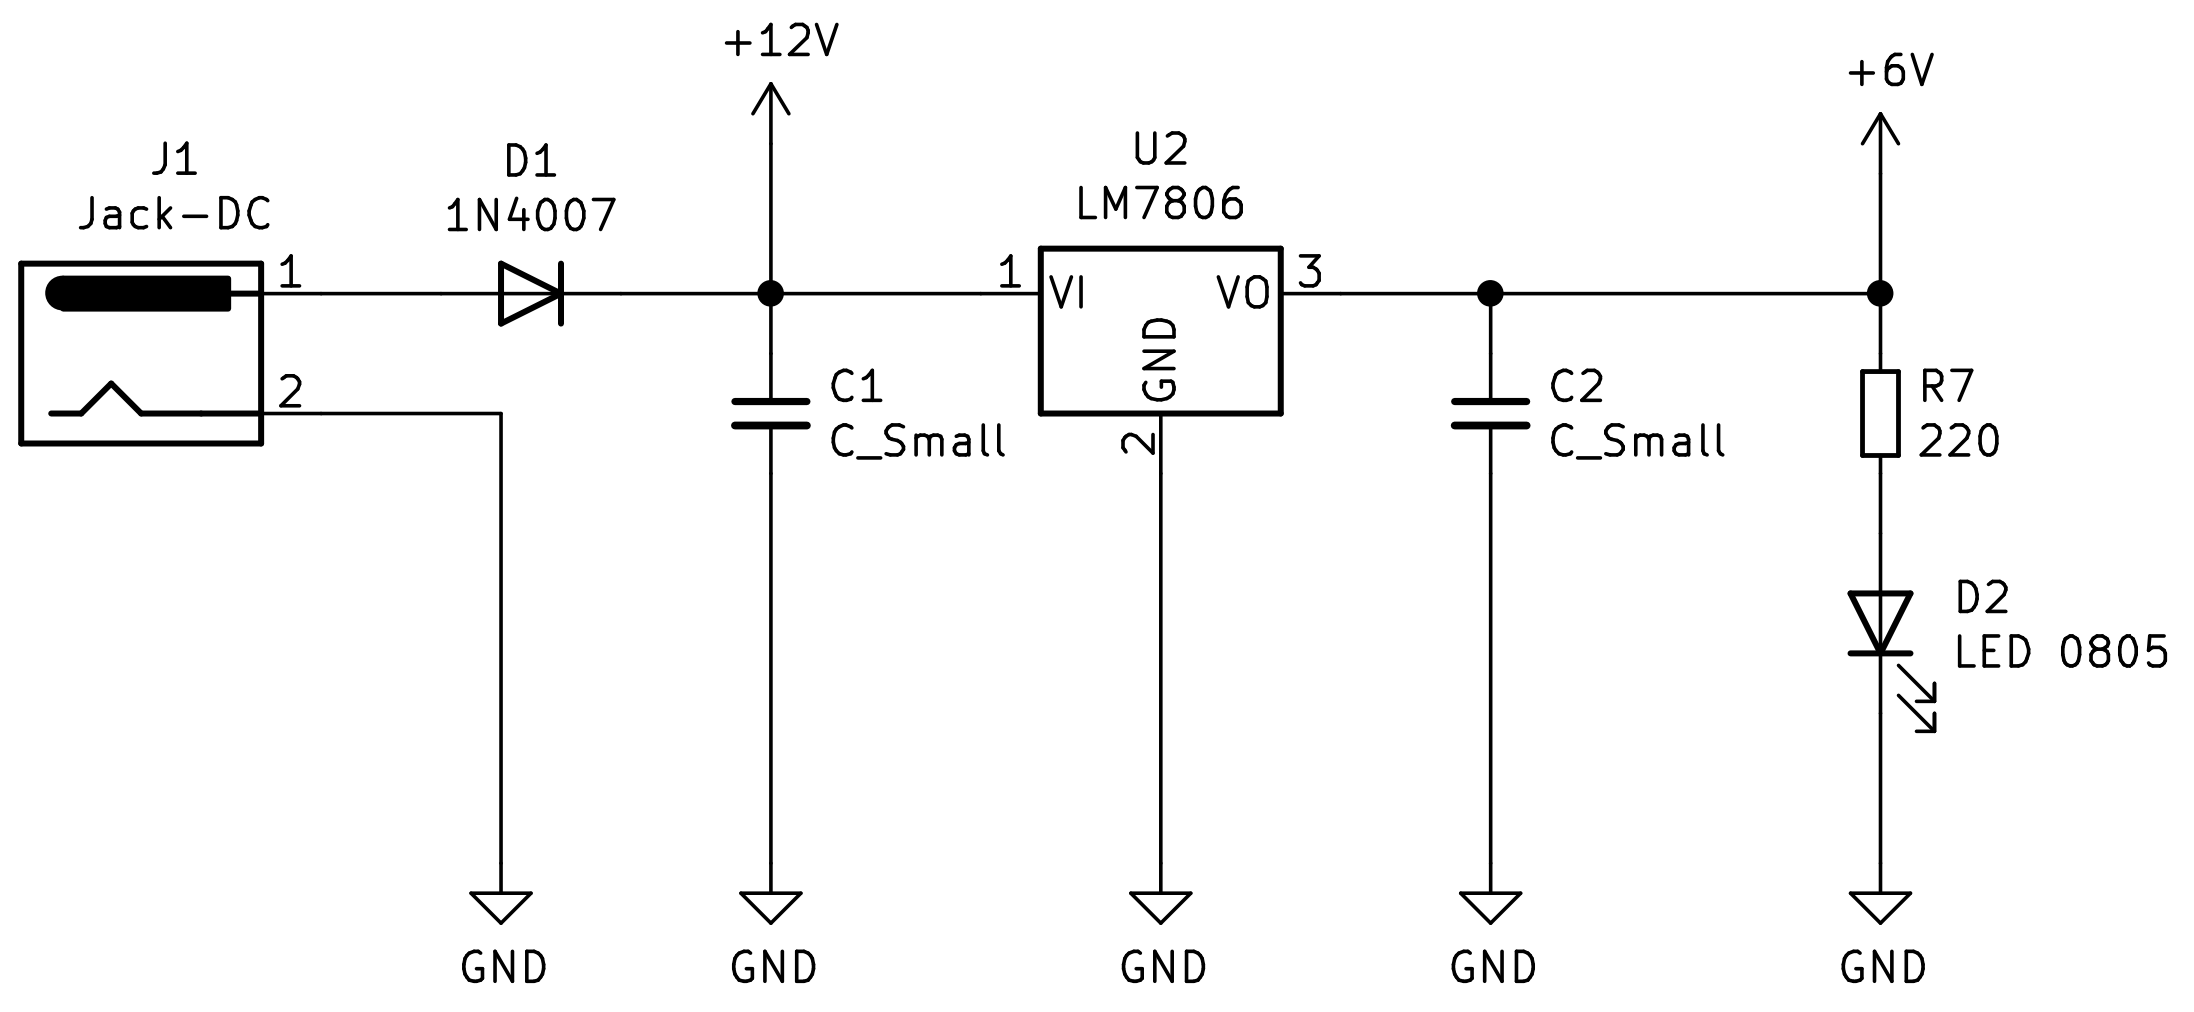 +12V
+6V
J1
Jack-DC
D1
1N4007
U2
LM7806
1
2
1
VI
VO
3
GND
2
C1
C_Small
C2
C_Small
R7
220
D2
LED 0805
GND
GND
GND
GND
GND